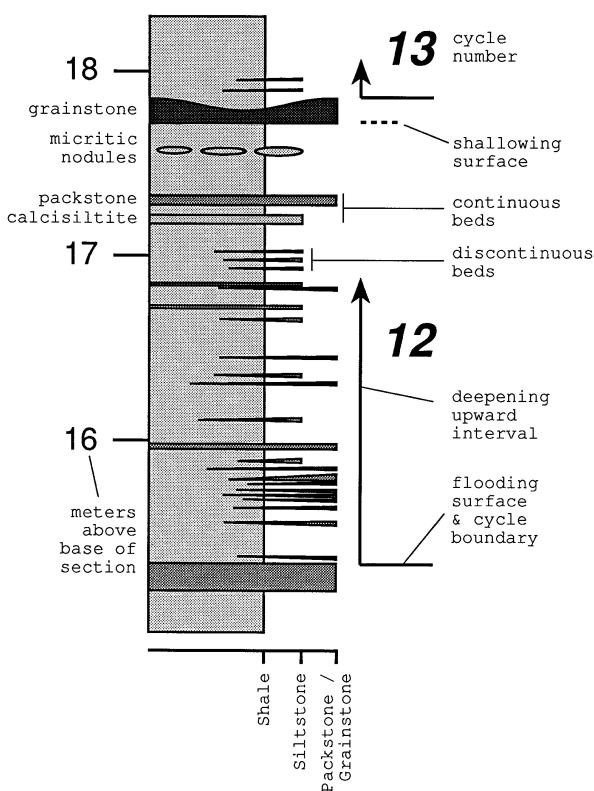 18
grainstone
micritic
nodules
packstone
calcisiltite
17
16
meters
above
base of
section
13
cycle
number
shallowing
surface
continuous
beds
discontinuous
beds
12
deepening
upward
interval
flooding
surface
& cycle
boundary
Shale
Siltstone
Packstone /
Grainstone